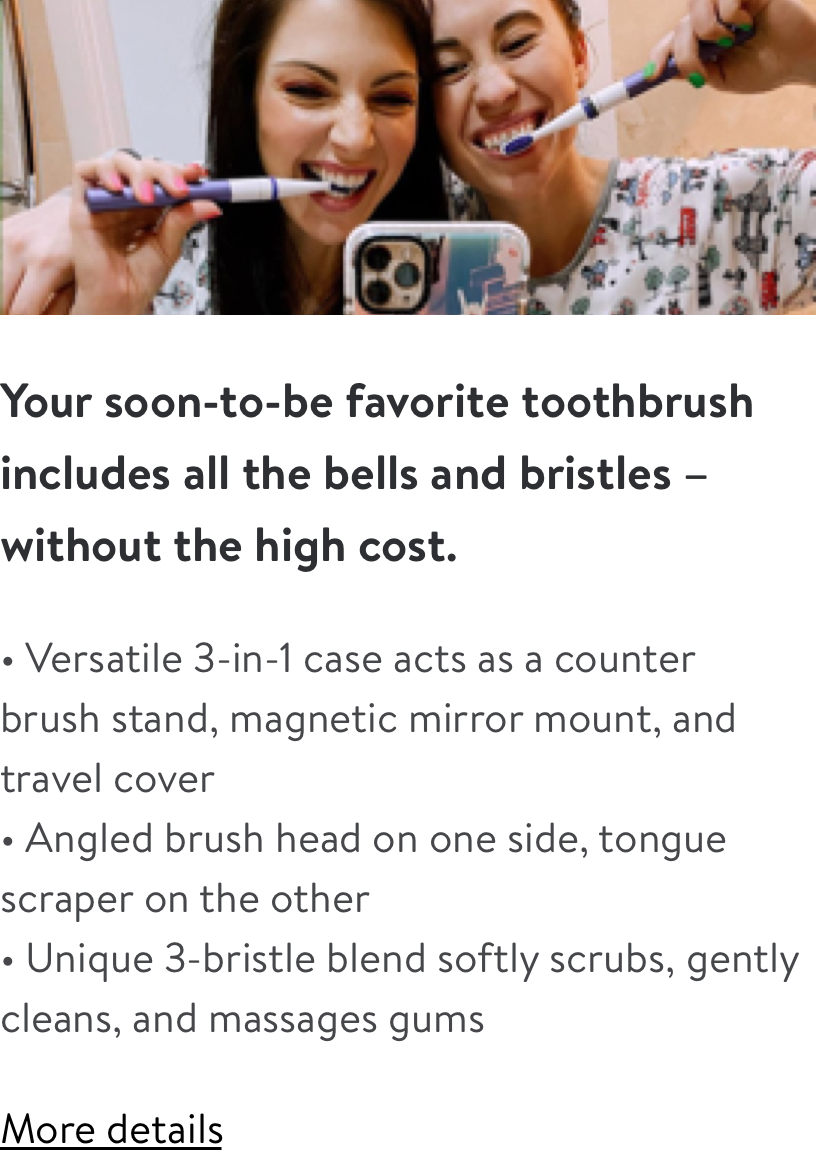 Your soon-to-be favorite toothbrush
includes all the bells and bristles –
without the high cost.
• Versatile 3-in-1 case acts as a counter
brush stand, magnetic mirror mount, and
travel cover
• Angled brush head on one side, tongue
scraper on the other
• Unique 3-bristle blend softly scrubs, gently
cleans, and massages gums
More details